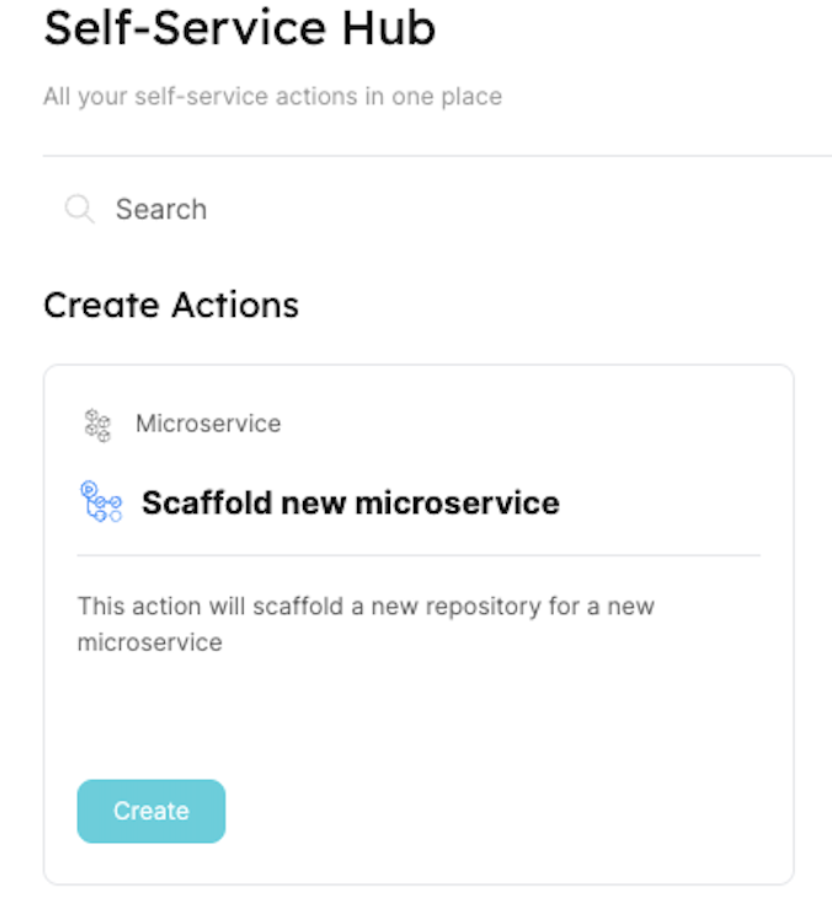 Self-Service Hub
All your self-service actions in one place
Search
Create Actions
Microservice
Scaffold new microservice
This action will scaffold a new repository for a new
microservice
Create